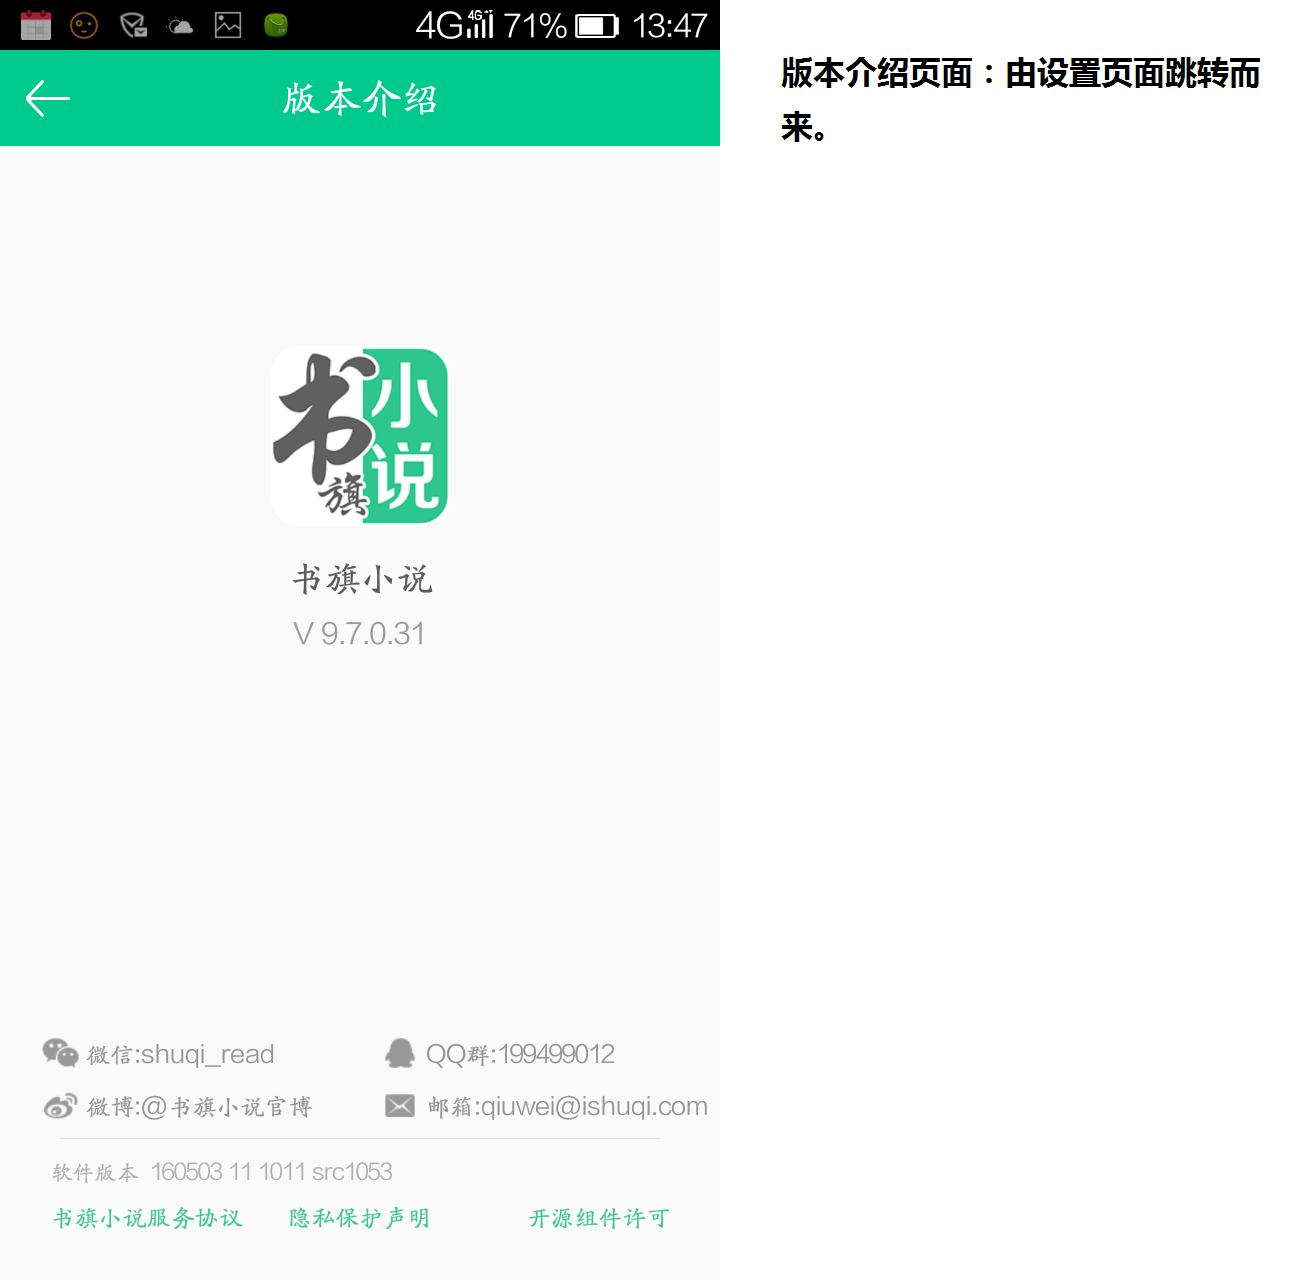 4G 4G 71% 13:47
版本介绍
版本介绍页面：由设置页面跳转而
来。
书旗
小说
书旗小说
V 9.7.0.31
微信:shuqi_read
QQ群:199499012
微博:@书旗小说官博
邮箱:qiuwei@ishuqi.com
软件版本 160503 11 1011 src1053
书旗小说服务协议 隐私保护声明 开源组件许可